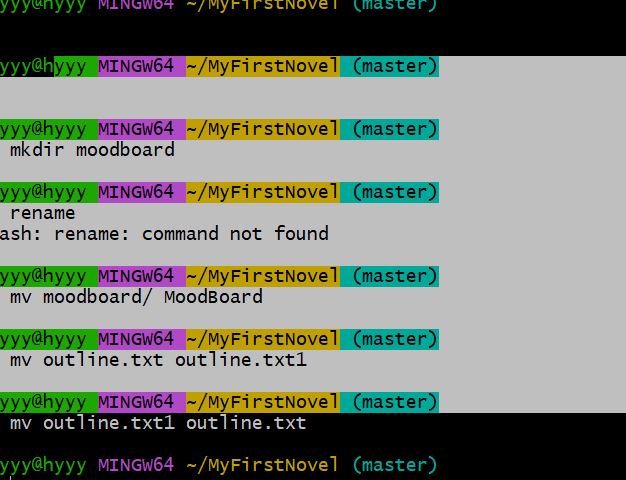 yyy@hyyy MINGW64 ~/MyFirstNovel (master)
yyy@hyyy MINGW64 ~/MyFirstNovel (master)
yyy@hyyy MINGW64 ~/MyFirstNovel (master)
mkdir moodboard
yyy@hyyy MINGW64 ~/MyFirstNovel (master)
rename
ash: rename: command not found
yyy@hyyy MINGW64 ~/MyFirstNovel (master)
mv moodboard/ MoodBoard
yyy@hyyy MINGW64 ~/MyFirstNovel (master)
mv outline.txt outline.txt1
yyy@hyyy MINGW64 ~/MyFirstNovel (master)
mv outline.txt1 outline.txt
yyy@hyyy MINGW64 ~/MyFirstNovel (master)